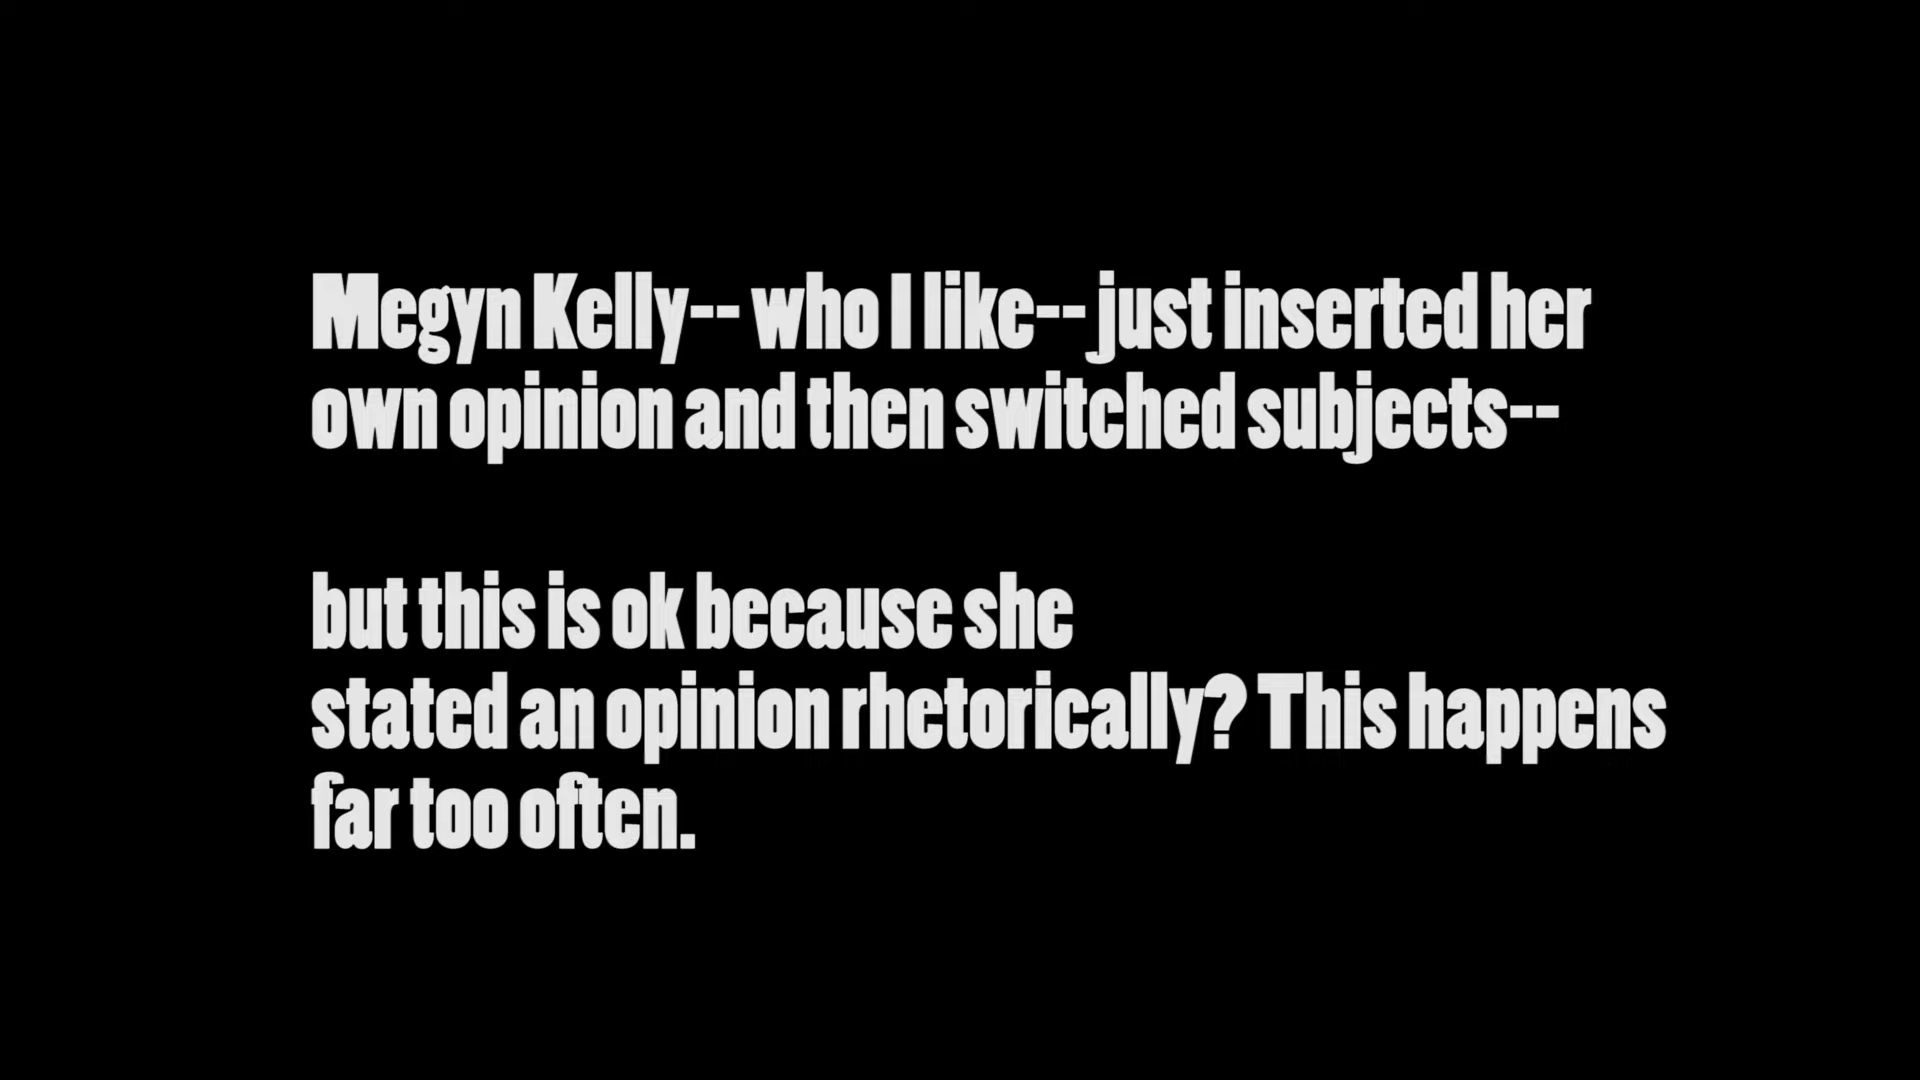 Megyn Kelly-- who I like-- just inserted her
own opinion and then switched subjects--
but this is ok because she
stated an opinion rhetorically? This happens
far too often.